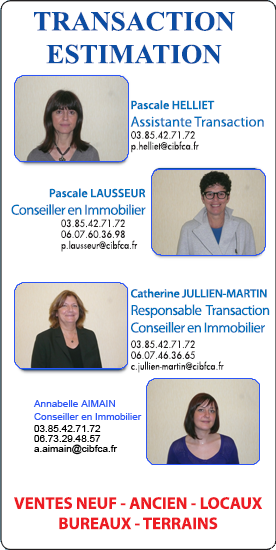 TRANSACTION
ESTIMATION
Pascale HELLIET
Assistante Transaction
03.85.42.71.72
p.helliet@cibfca.fr
Pascale LAUSSEUR
Conseiller en Immobilier
03.85.42.71.72
06.07.60.36.98
p.lausseur@cibfca.fr
Catherine JULLIEN-MARTIN
Responsable Transaction
Conseiller en Immobilier
03.85.42.71.72
06.07.46.36.65
c.jullien-martin@cibfca.fr
Annabelle AIMAIN
Conseiller en Immobilier
03.85.42.71.72
06.73.29.48.57
a.aimain@cibfca.fr
VENTES NEUF - ANCIEN - LOCAUX
BUREAUX - TERRAINS